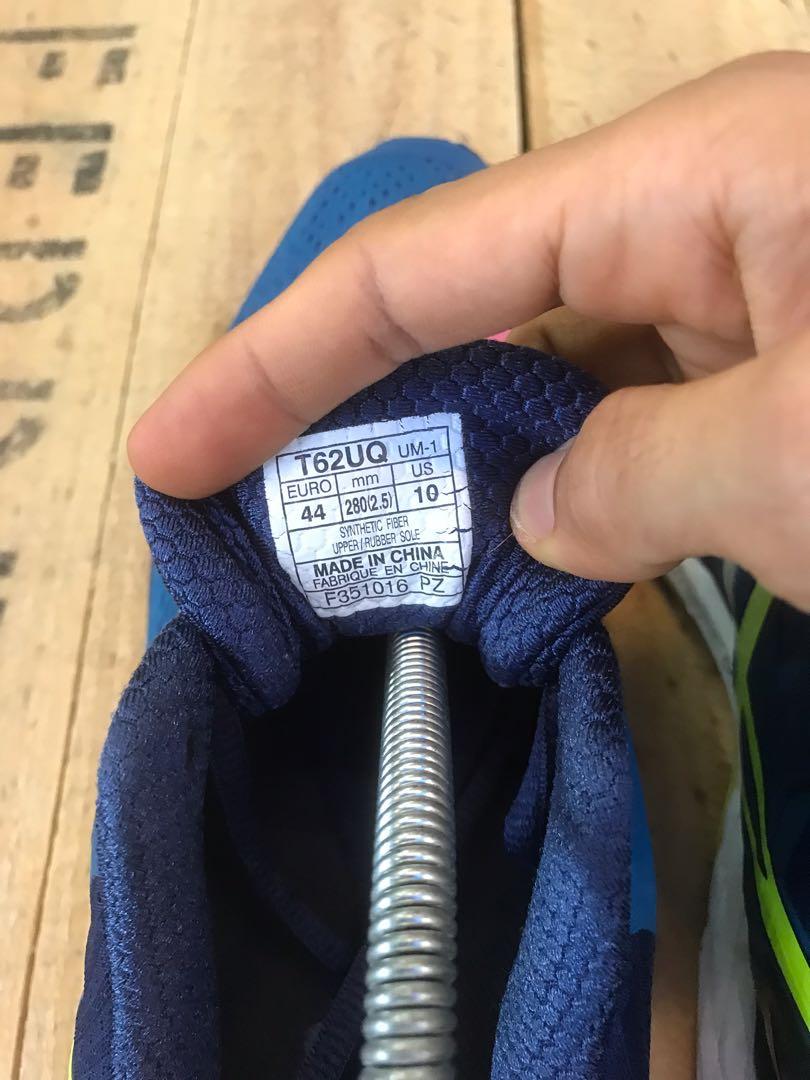 T62UQ UM-1
EURO mm US
44 280(2.5) 10
SYNTHETIC FIBER
UPPER/RUBBER SOLE
MADE IN CHINA
FABRIQUE EN CHINE
F351016 PZ